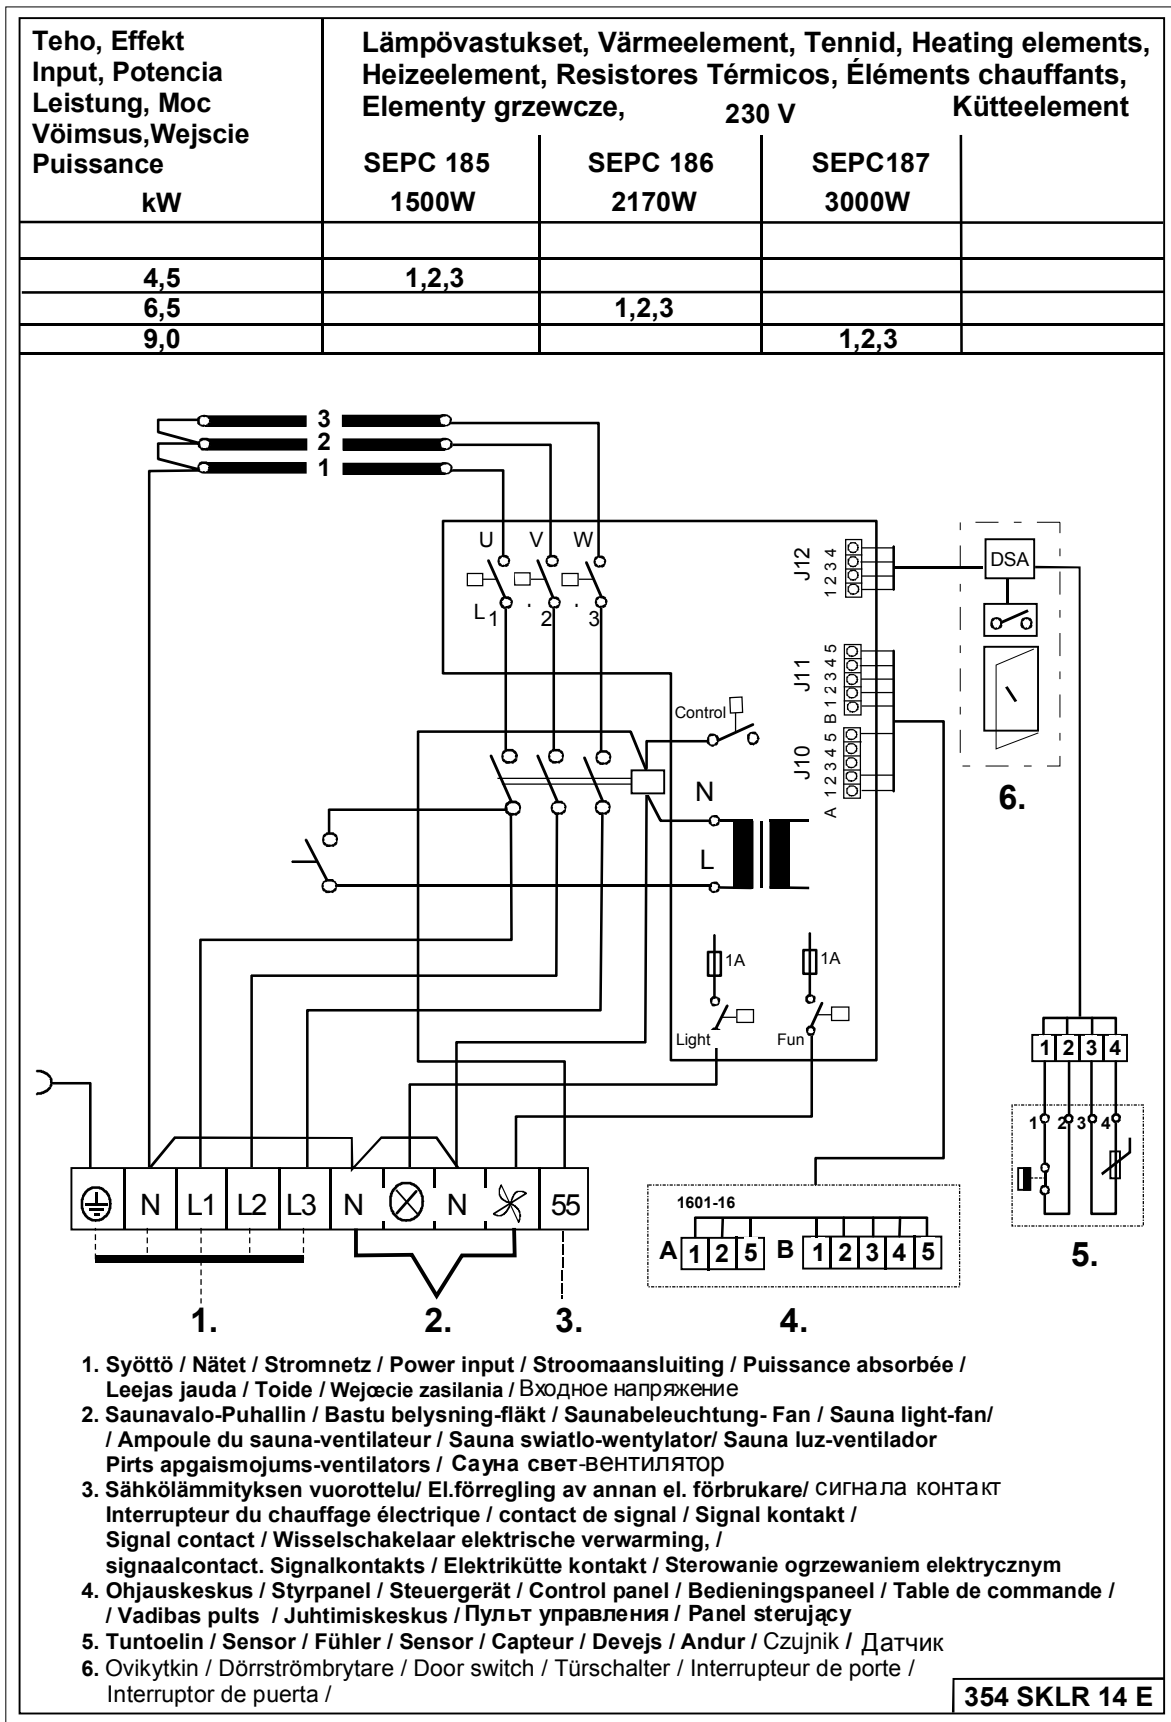 Teho, Effekt
Input, Potencia
Leistung, Moc
Vöimsus,Wejscie
Puissance
kW
Lämpövastukset, Värmeelement, Tennid, Heating elements,
Heizeelement, Resistores Térmicos, Éléments chauffants,
Elementy grzewcze, 230 V Kütteelement
SEPC 185 SEPC 186 SEPC187
1500W 2170W 3000W
4,5 1,2,3
6,5 1,2,3
9,0 1,2,3
3
2
1
U V W
L 1 . 2 . 3
J12
1 2 3 4
J11
B 1 2 3 4 5
J10
A 1 2 3 4 5
DSA
6.
Control
N
L
1A 1A
Light Fun
1 2 3 4
1 2 3 4
5.
N L1 L2 L3 N N 55
1601-16
A 1 2 5 B 1 2 3 4 5
1. 2. 3. 4.
1. Syöttö / Nätet / Stromnetz / Power input / Stroomaansluiting / Puissance absorbée /
Leejas jauda / Toide / Wejœcie zasilania / Входное напряжение
2. Saunavalo-Puhallin / Bastu belysning-fläkt / Saunabeleuchtung- Fan / Sauna light-fan/
/ Ampoule du sauna-ventilateur / Sauna swiatlo-wentylator/ Sauna luz-ventilador
Pirts apgaismojums-ventilators / Сауна свет-вентилятор
3. Sähkölämmityksen vuorottelu/ El.förregling av annan el. förbrukare/ сигнала контакт
Interrupteur du chauffage électrique / contact de signal / Signal kontakt /
Signal contact / Wisselschakelaar elektrische verwarming, /
signaalcontact. Signalkontakts / Elektrikütte kontakt / Sterowanie ogrzewaniem elektrycznym
4. Ohjauskeskus / Styrpanel / Steuergerät / Control panel / Bedieningspaneel / Table de commande /
/ Vadibas pults / Juhtimiskeskus / Пульт управления / Panel sterujący
5. Tuntoelin / Sensor / Fühler / Sensor / Capteur / Devejs / Andur / Czujnik / Датчик
6. Ovikytkin / Dörrströmbrytare / Door switch / Türschalter / Interrupteur de porte /
Interruptor de puerta /
354 SKLR 14 E